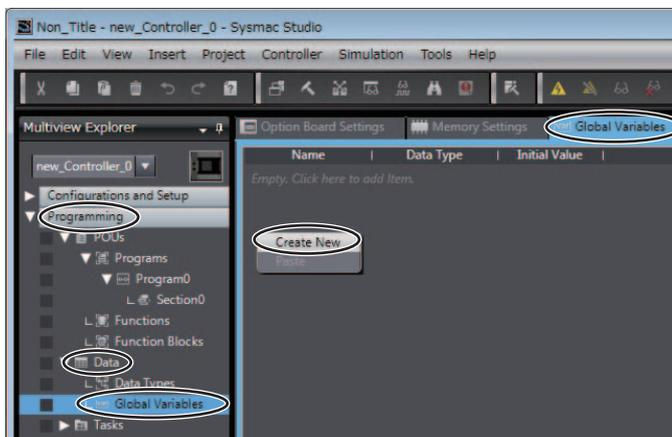 Non_Title - new_Controller_0 - Sysmac Studio
File Edit View Insert Project Controller Simulation Tools Help
Multiview Explorer
Option Board Settings Memory Settings Global Variables
new_Controller_0
Name | Data Type | Initial Value |
Empty. Click here to add Item.
Configurations and Setup
Programming
POUs
Programs
Program0
Section0
Functions
Function Blocks
Data
Data Types
Global Variables
Tasks
Create New
Paste